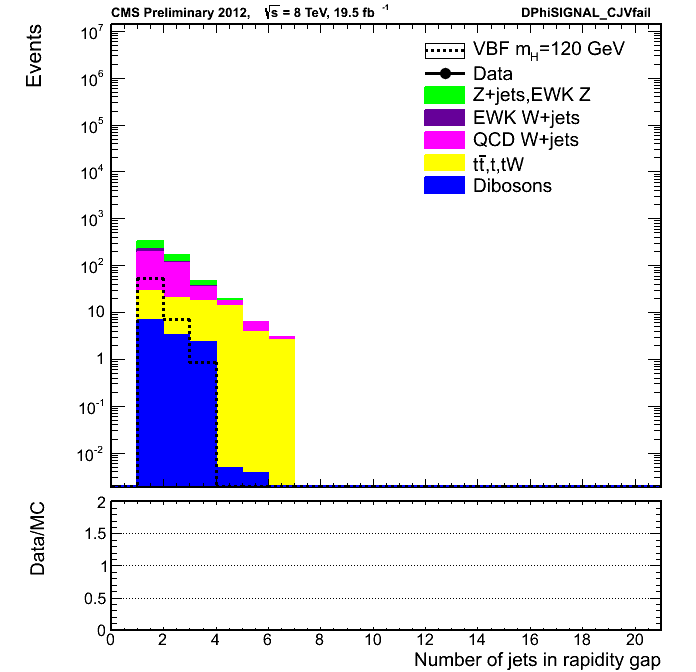 CMS Preliminary 2012, √s = 8 TeV, 19.5 fb⁻¹ DPhiSIGNAL_CJVfail
Events
10⁷
10⁶
10⁵
10⁴
10³
10²
10
1
10⁻¹
10⁻²
VBF m_H=120 GeV
Data
Z+jets,EWK Z
EWK W+jets
QCD W+jets
tt̄,t,tW
Dibosons
Data/MC
2
1.5
1
0.5
0
0 2 4 6 8 10 12 14 16 18 20
Number of jets in rapidity gap